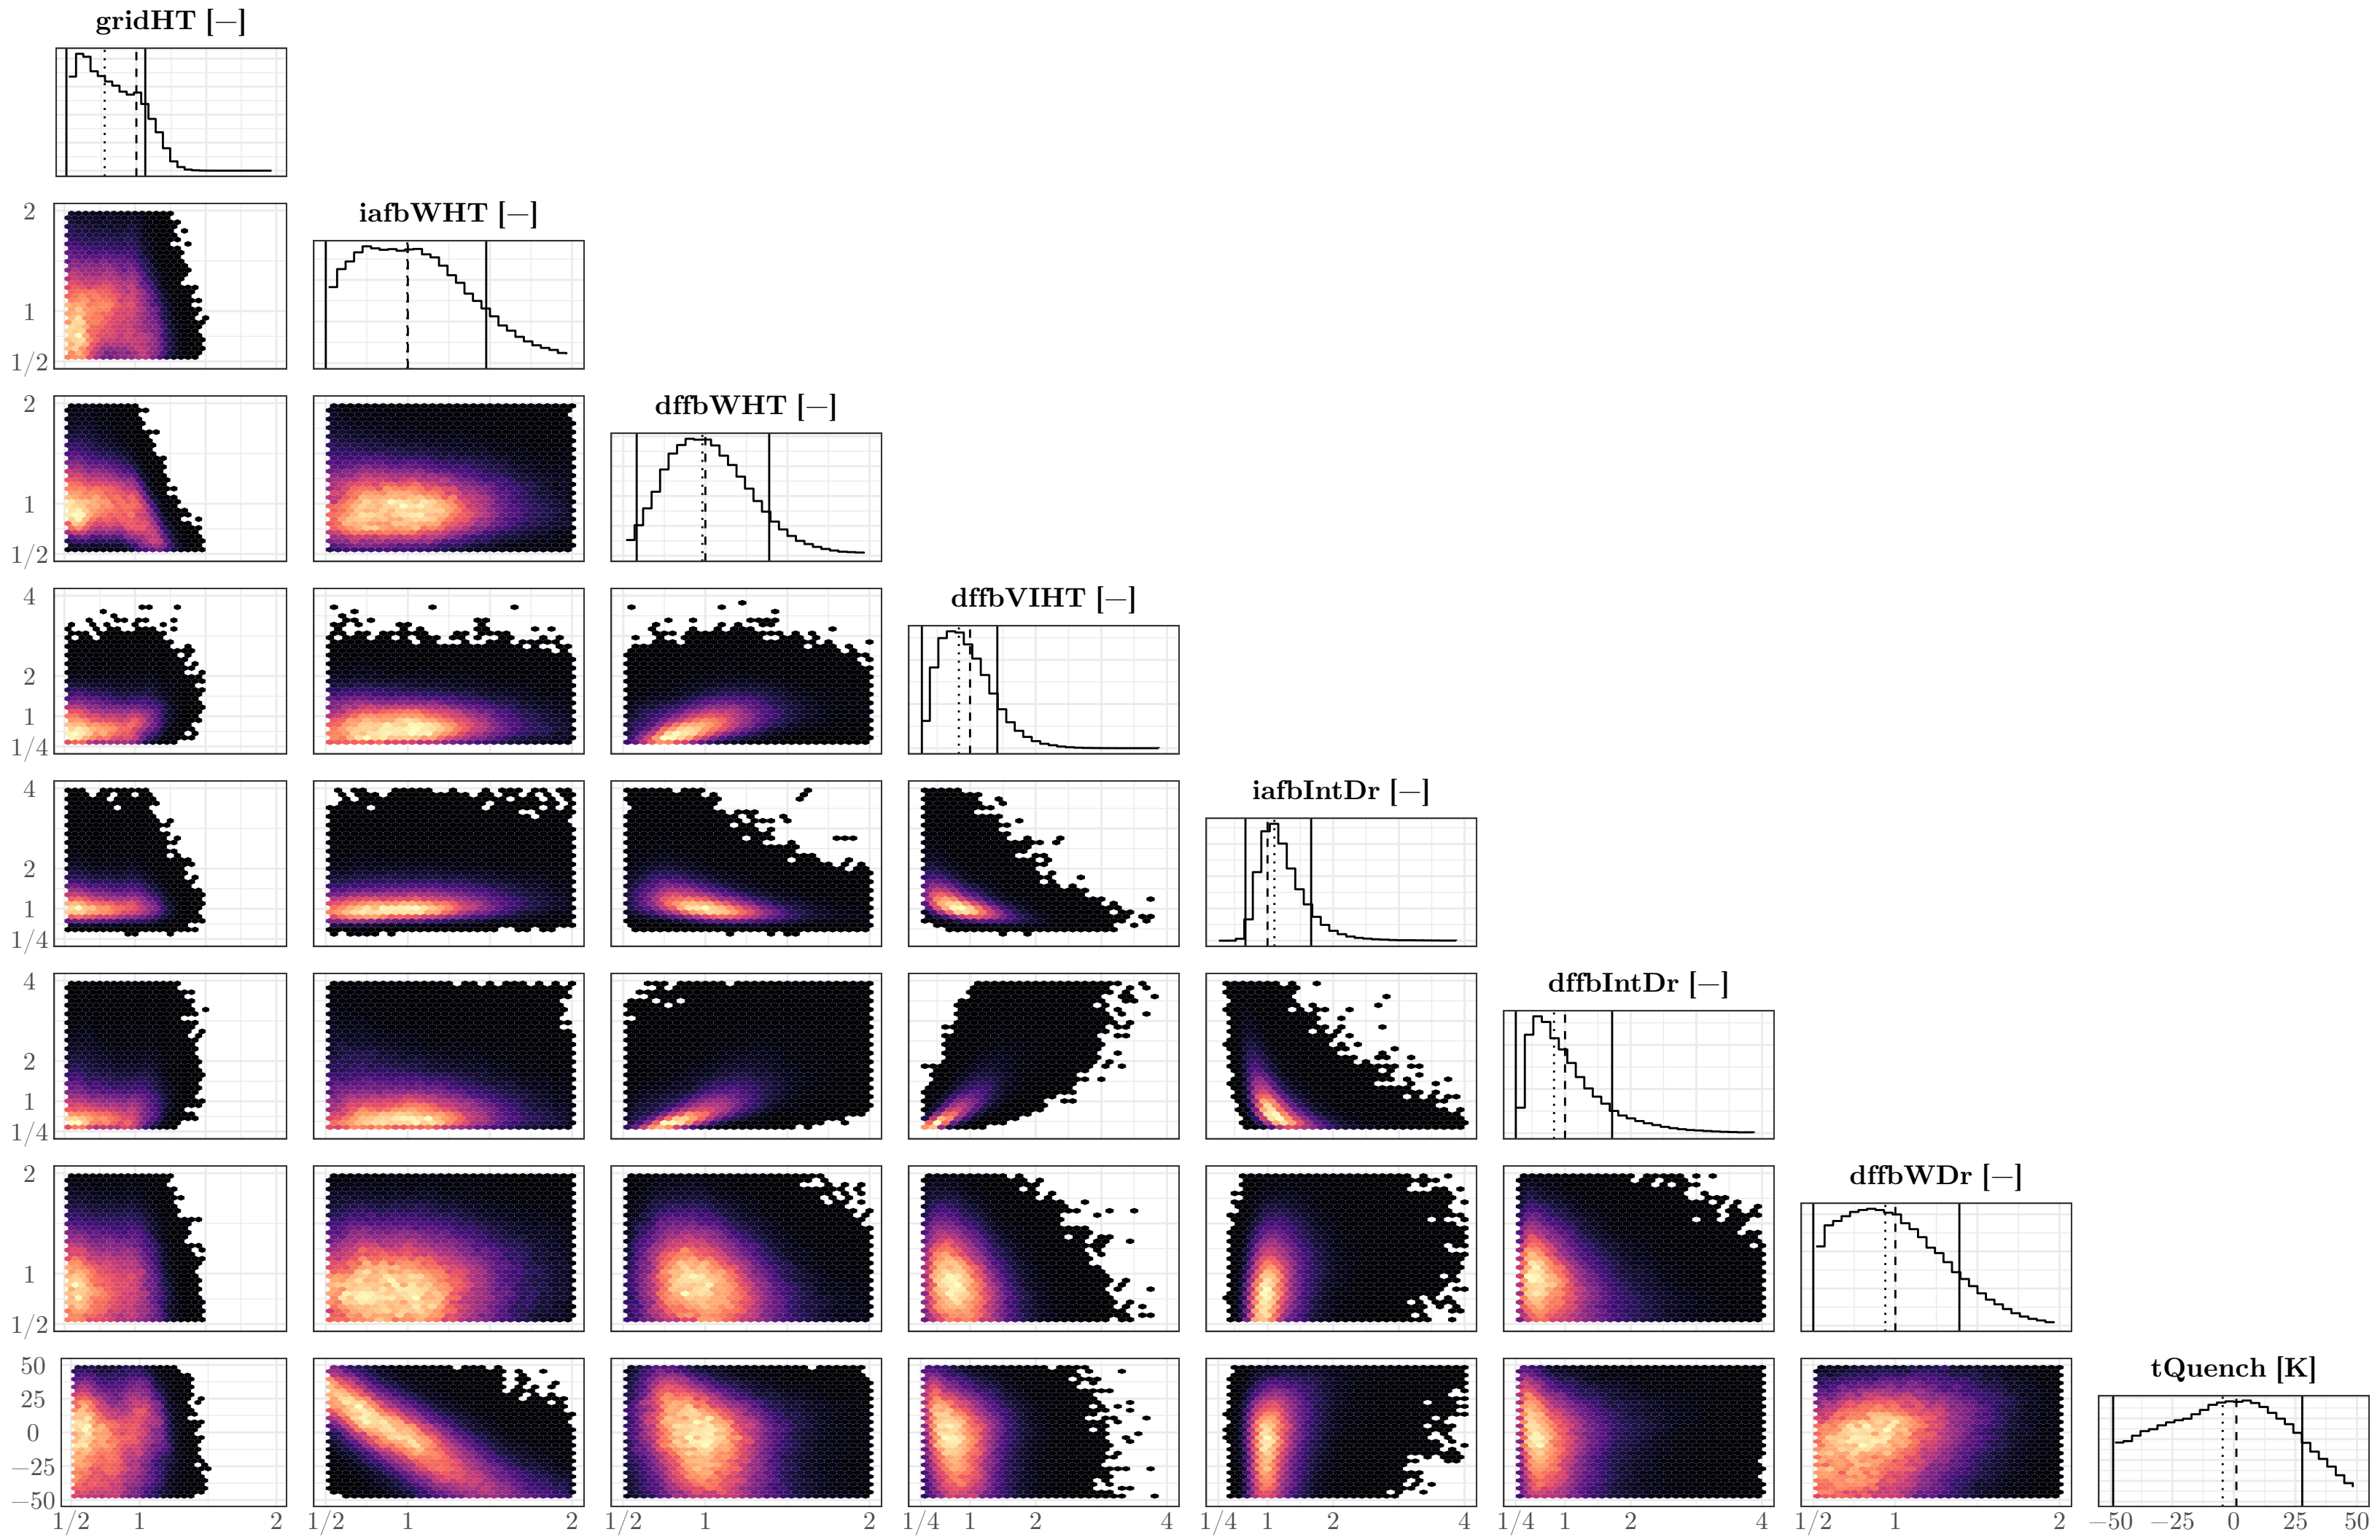 gridHT [−]
2
iafbWHT [−]
1
1/2
2
dffbWHT [−]
1
1/2
4
dffbVIHT [−]
2
1
1/4
4
iafbIntDr [−]
2
1
1/4
4
dffbIntDr [−]
2
1
1/4
2
dffbWDr [−]
1
1/2
50
tQuench [K]
25
0
−25
−50
1/2 1 2 1/2 1 2 1/2 1 2 1/4 1 2 4 1/4 1 2 4 1/4 1 2 4 1/2 1 2 −50 −25 0 25 50